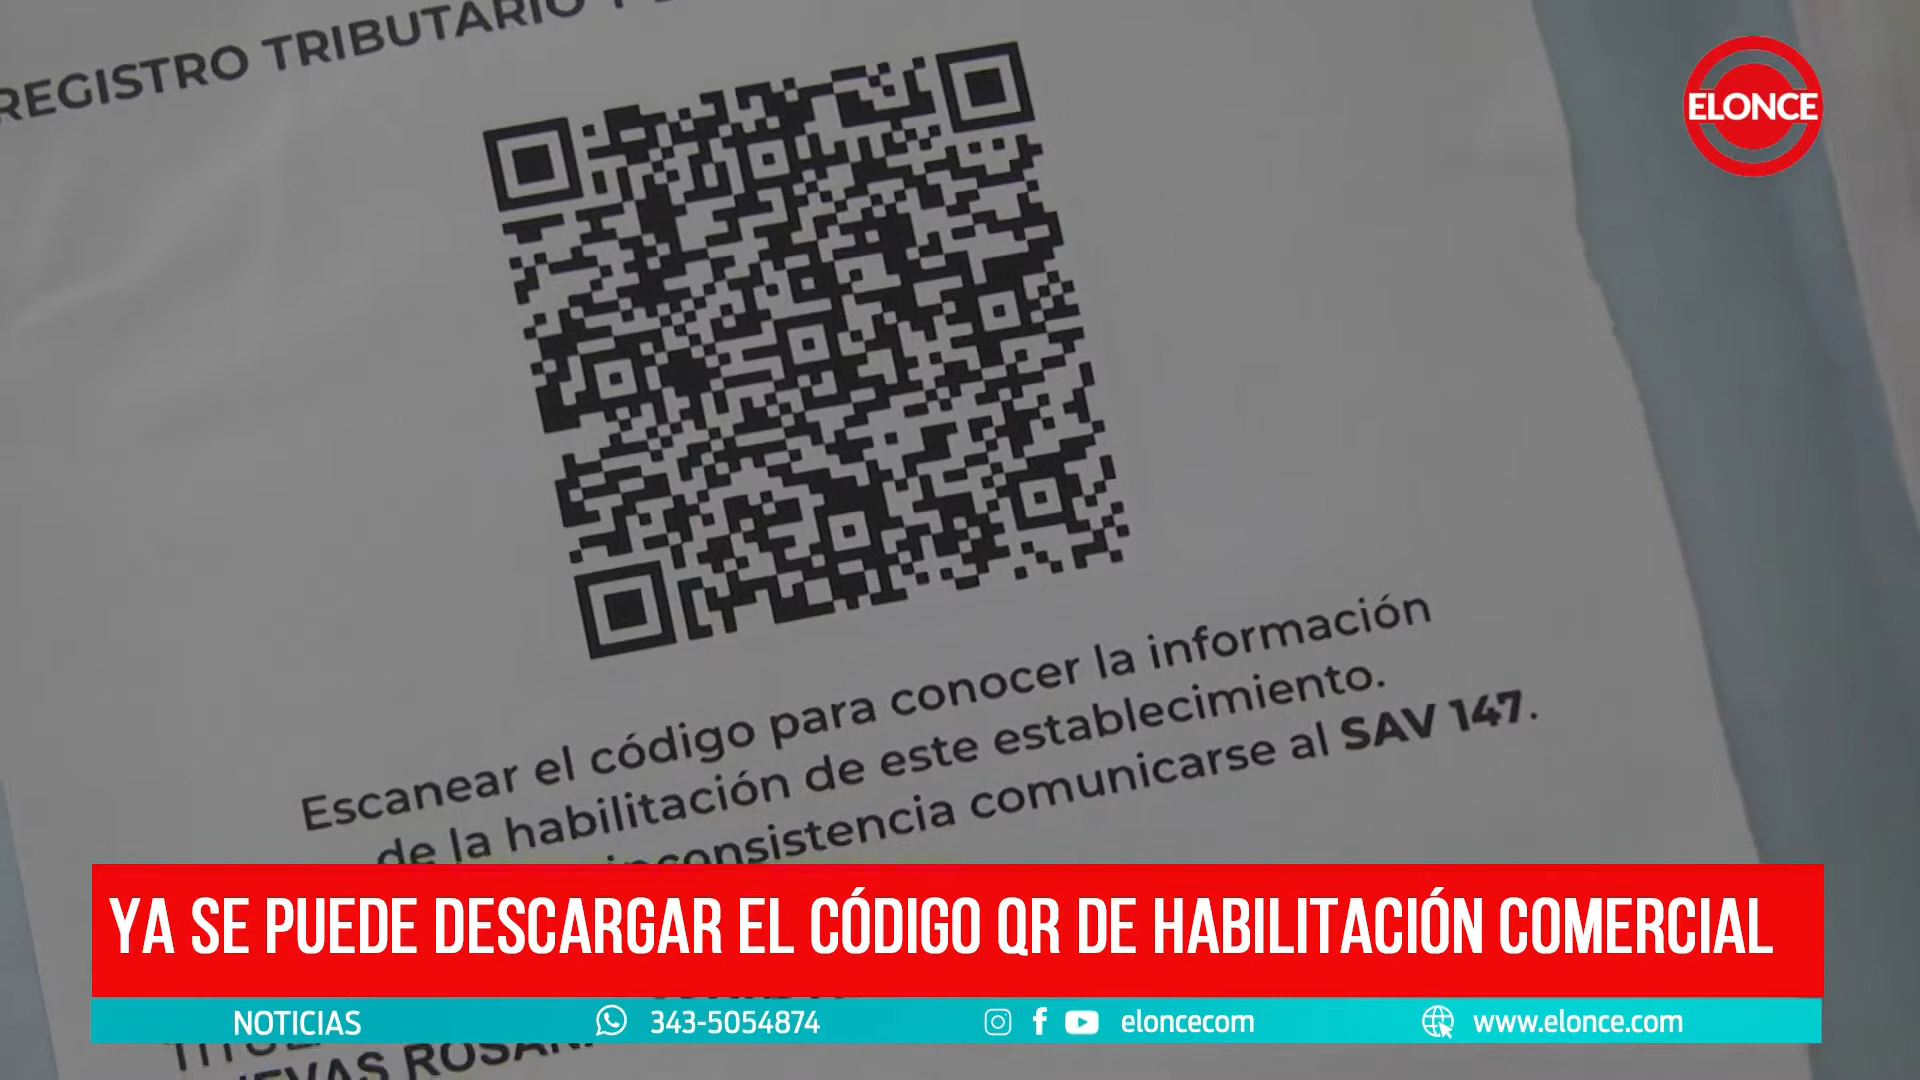 REGISTRO TRIBUTARIO
ELONCE
Escanear el código para conocer la información
de la habilitación de este establecimiento.
inconsistencia comunicarse al SAV 147.
YA SE PUEDE DESCARGAR EL CÓDIGO QR DE HABILITACIÓN COMERCIAL
NOTICIAS 343-5054874 eloncecom www.elonce.com